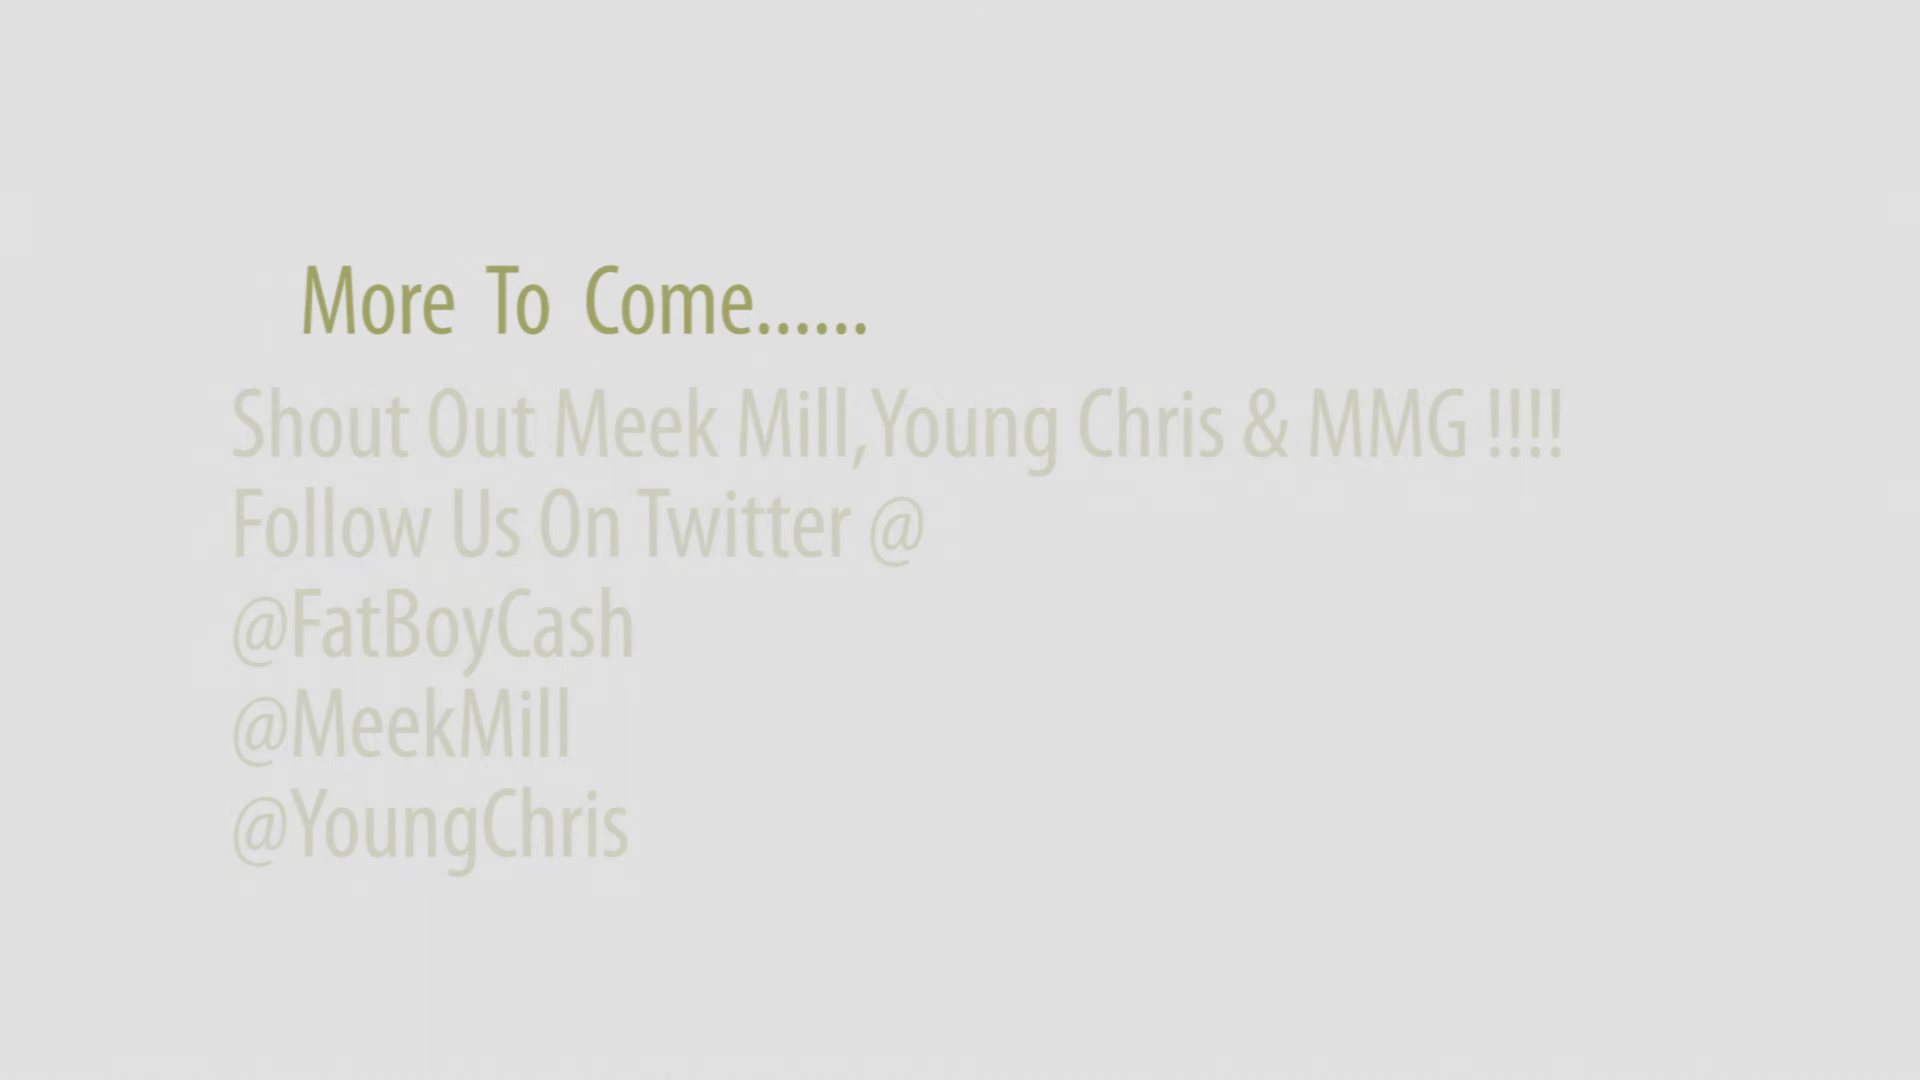 More To Come......
Shout Out Meek Mill,Young Chris & MMG !!!!
Follow Us On Twitter @
@FatBoyCash
@MeekMill
@YoungChris